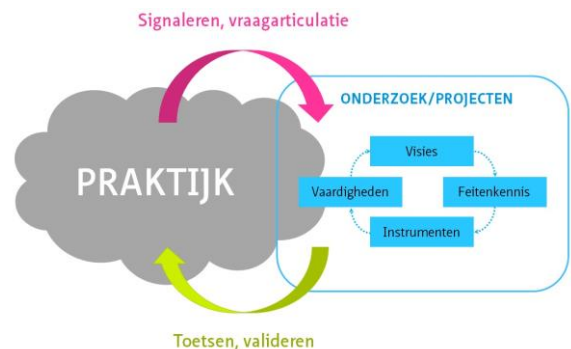 Signaleren, vraagarticulatie
ONDERZOEK/PROJECTEN
PRAKTIJK
Visies
Vaardigheden
Feitenkennis
Instrumenten
Toetsen, valideren